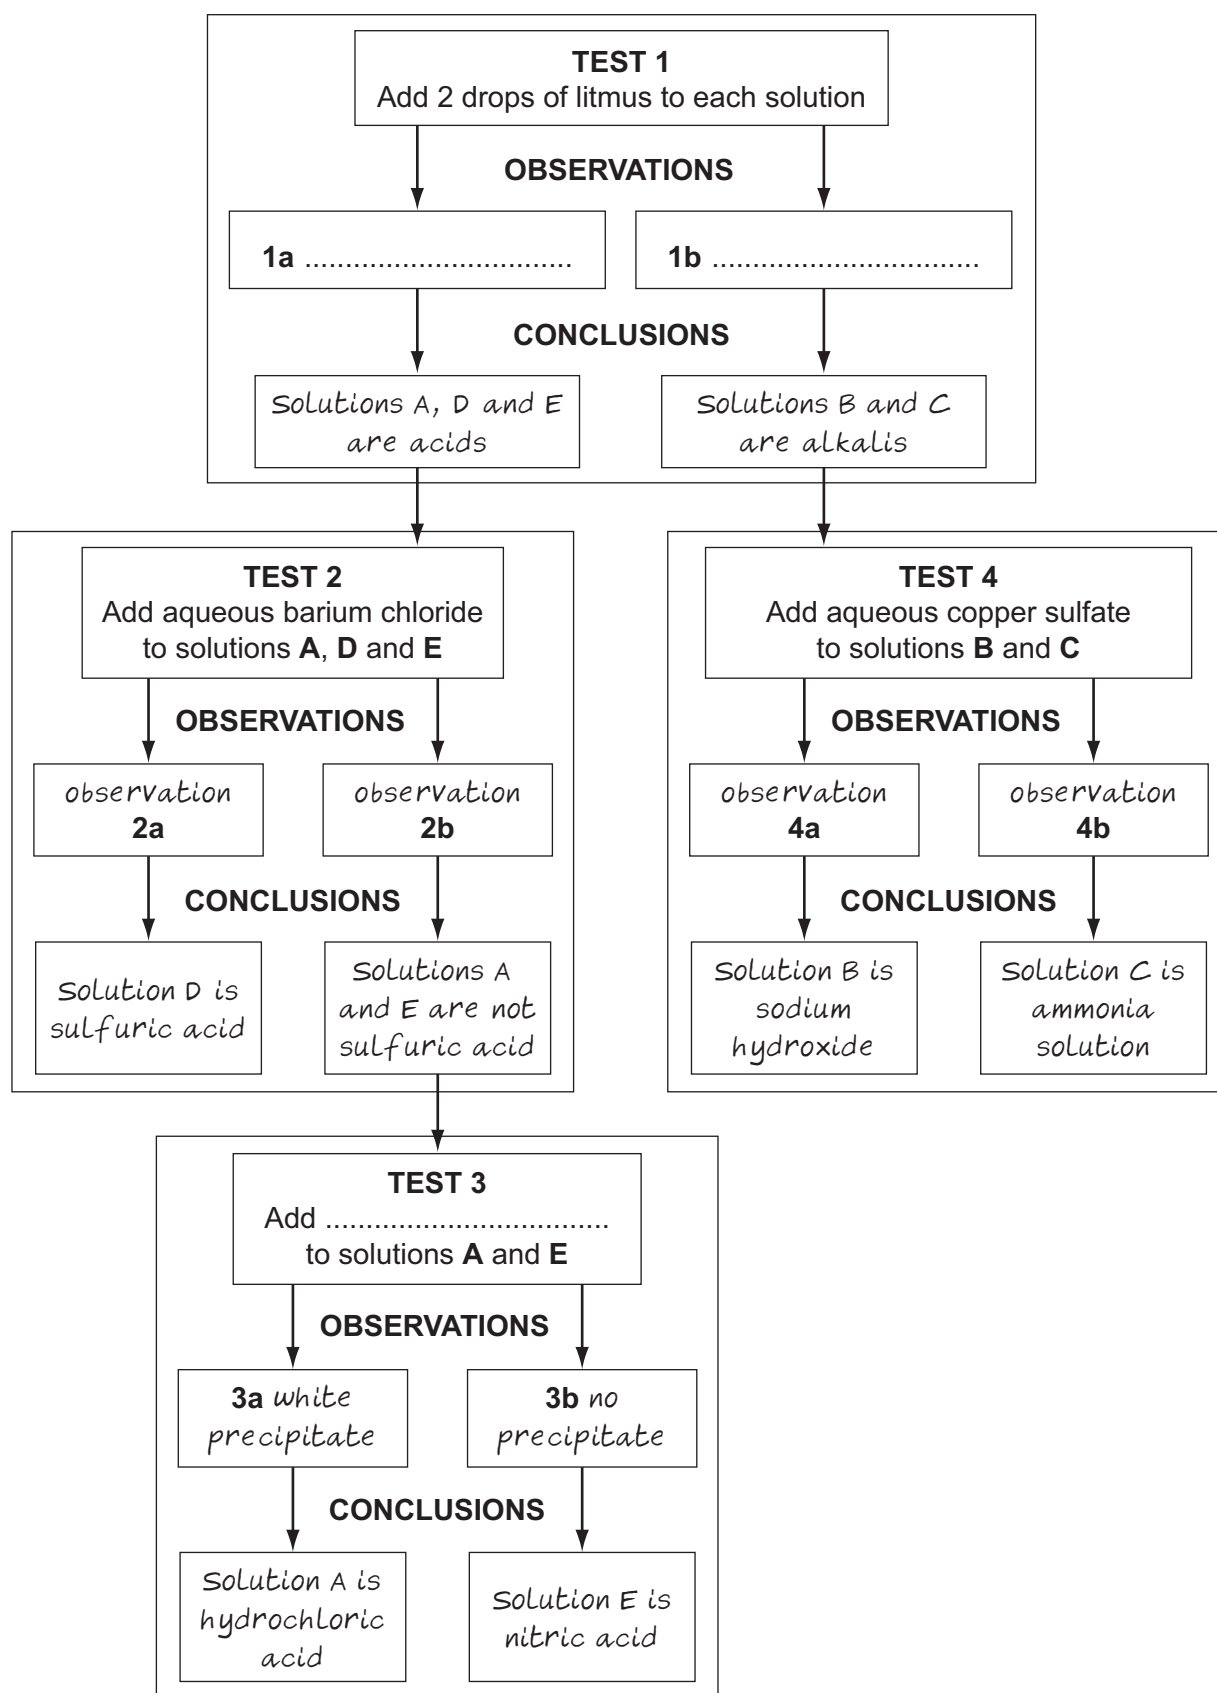 TEST 1
Add 2 drops of litmus to each solution
OBSERVATIONS
1a .................................
1b .................................
CONCLUSIONS
Solutions A, D and E
are acids
Solutions B and C
are alkalis
TEST 2
Add aqueous barium chloride
to solutions A, D and E
OBSERVATIONS
observation
2a
observation
2b
CONCLUSIONS
Solution D is
sulfuric acid
Solutions A
and E are not
sulfuric acid
TEST 4
Add aqueous copper sulfate
to solutions B and C
OBSERVATIONS
observation
4a
observation
4b
CONCLUSIONS
Solution B is
sodium
hydroxide
Solution C is
ammonia
solution
TEST 3
Add ...................................
to solutions A and E
OBSERVATIONS
3a white
precipitate
3b no
precipitate
CONCLUSIONS
Solution A is
hydrochloric
acid
Solution E is
nitric acid